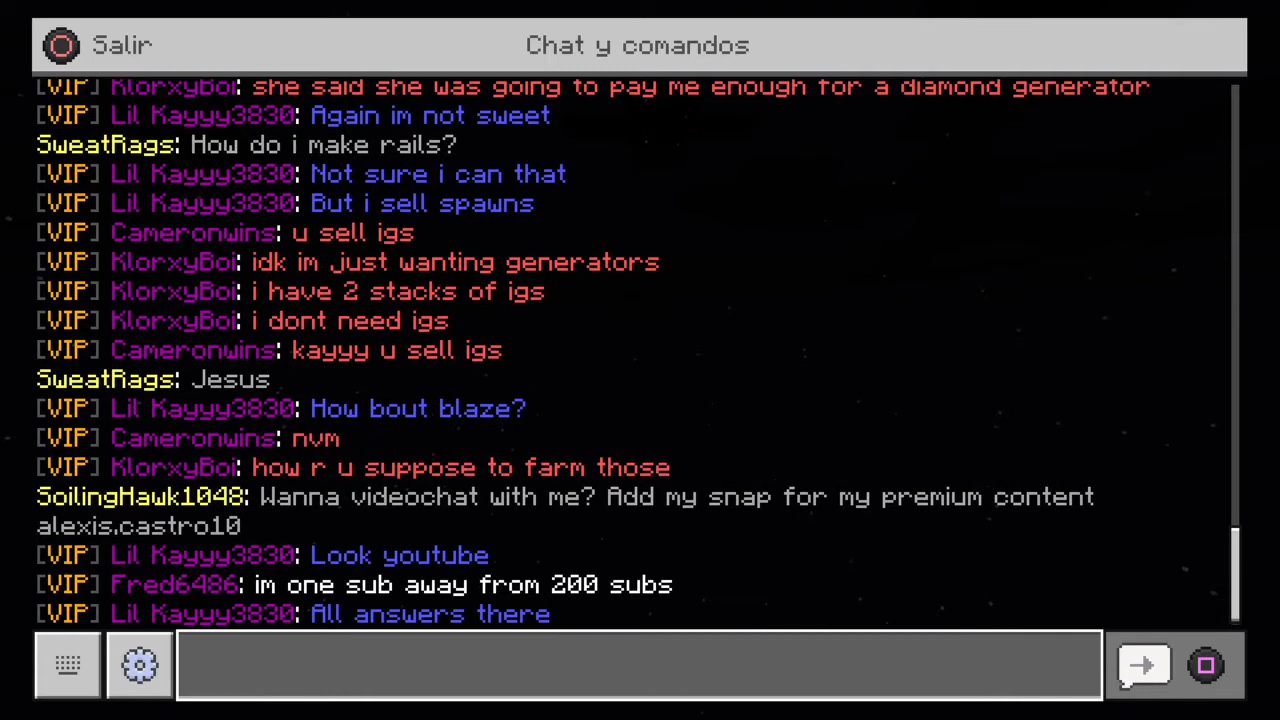 Salir
Chat y comandos
[VIP] KlorxyBoi: she said she was going to pay me enough for a diamond generator
[VIP] Lil Kayyy3830: Again im not sweet
SweatRags: How do i make rails?
[VIP] Lil Kayyy3830: Not sure i can that
[VIP] Lil Kayyy3830: But i sell spawns
[VIP] Cameronwins: u sell igs
[VIP] KlorxyBoi: idk im just wanting generators
[VIP] KlorxyBoi: i have 2 stacks of igs
[VIP] KlorxyBoi: i dont need igs
[VIP] Cameronwins: kayyy u sell igs
SweatRags: Jesus
[VIP] Lil Kayyy3830: How bout blaze?
[VIP] Cameronwins: nvm
[VIP] KlorxyBoi: how r u suppose to farm those
SoilingHawk1048: Wanna videochat with me? Add my snap for my premium content
alexis.castro10
[VIP] Lil Kayyy3830: Look youtube
[VIP] Fred6486: im one sub away from 200 subs
[VIP] Lil Kayyy3830: All answers there